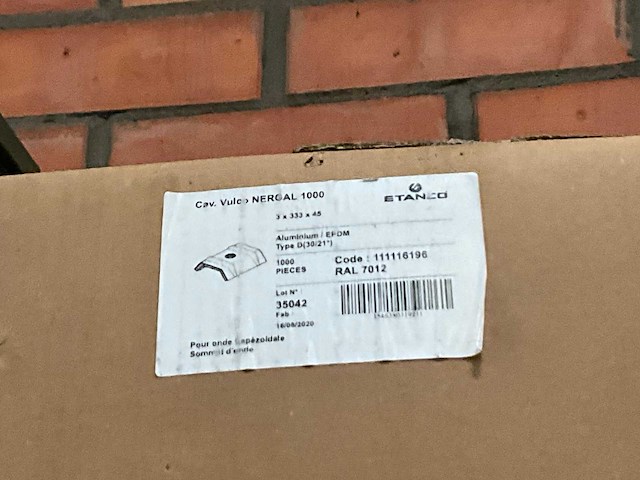 Cav. Vulco NERGAL 1000
ETANCO
3 x 333 x 45
Aluminium / EPDM
Type D(30/21°)
1000
PIECES
Code : 111116196
RAL 7012
Lot N° :
35042
Fab :
16/06/2020
Pour onde trapézoïdale
Sommet d'onde